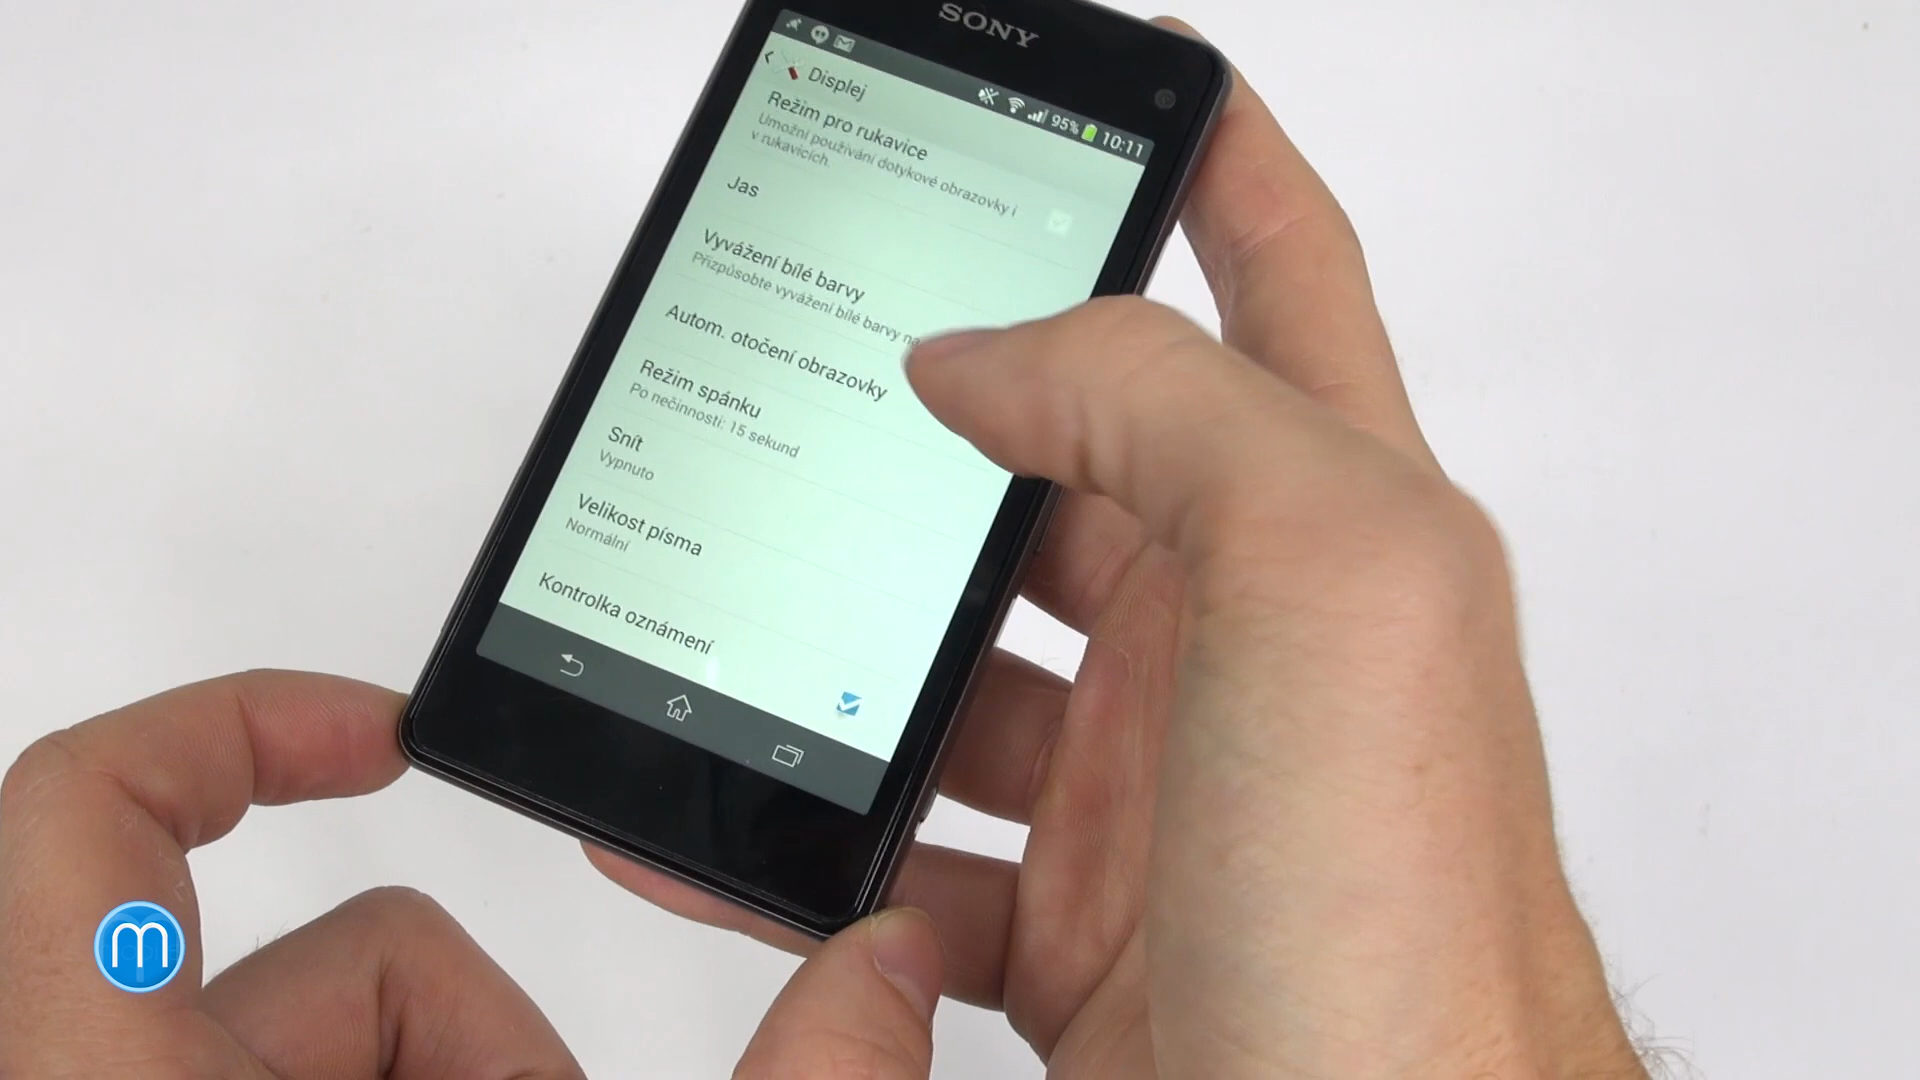 SONY
95% 10:11
Displej
Režim pro rukavice
Umožní používání dotykové obrazovky i
v rukavicích.
Jas
Vyvážení bílé barvy
Přizpůsobte vyvážení bílé barvy na
Autom. otočení obrazovky
Režim spánku
Po nečinnosti: 15 sekund
Snít
Vypnuto
Velikost písma
Normální
Kontrolka oznámení
m